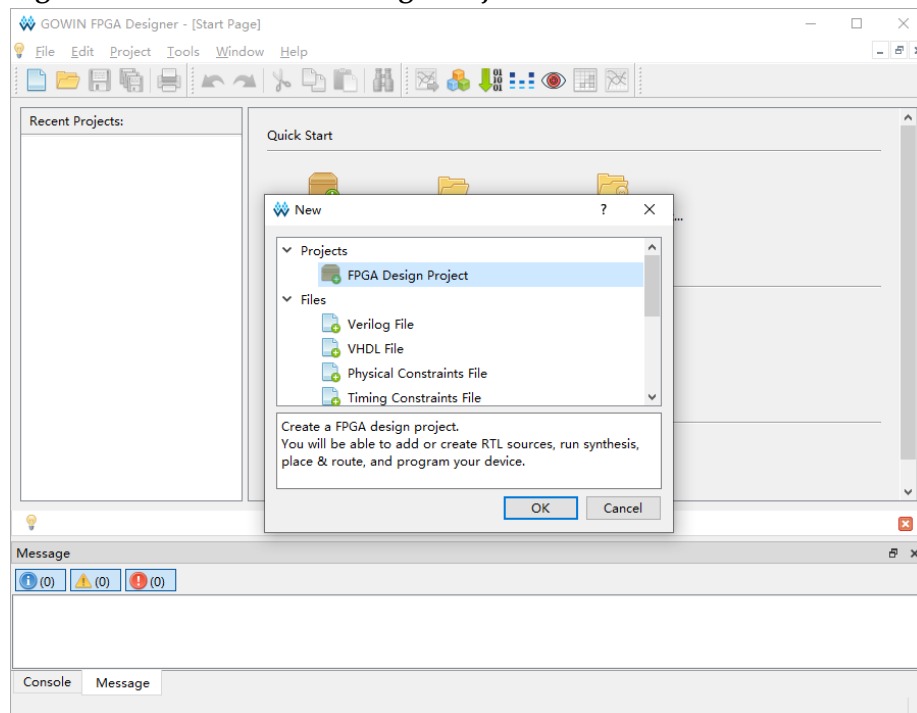 GOWIN FPGA Designer - [Start Page]
File Edit Project Tools Window Help
Recent Projects:
Quick Start
New
...
Projects
FPGA Design Project
Files
Verilog File
VHDL File
Physical Constraints File
Timing Constraints File
Create a FPGA design project.
You will be able to add or create RTL sources, run synthesis,
place & route, and program your device.
OK Cancel
Message
(0) (0) (0)
Console Message